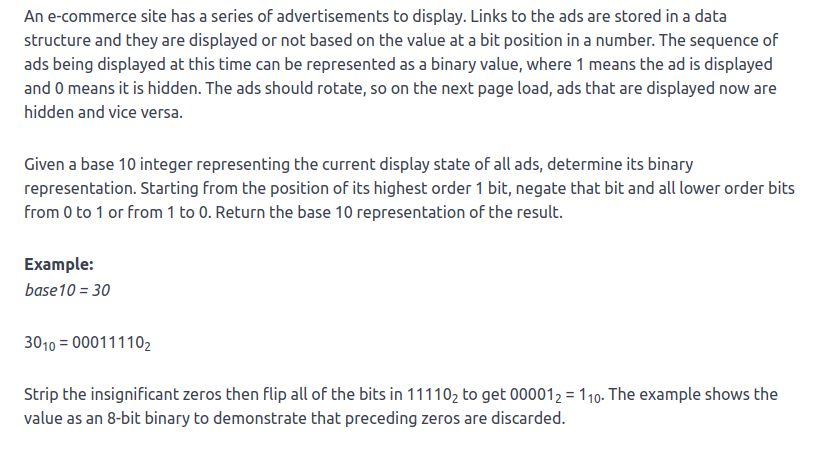 An e-commerce site has a series of advertisements to display. Links to the ads are stored in a data
structure and they are displayed or not based on the value at a bit position in a number. The sequence of
ads being displayed at this time can be represented as a binary value, where 1 means the ad is displayed
and 0 means it is hidden. The ads should rotate, so on the next page load, ads that are displayed now are
hidden and vice versa.
Given a base 10 integer representing the current display state of all ads, determine its binary
representation. Starting from the position of its highest order 1 bit, negate that bit and all lower order bits
from 0 to 1 or from 1 to 0. Return the base 10 representation of the result.
Example:
base10 = 30
30₁₀ = 00011110₂
Strip the insignificant zeros then flip all of the bits in 11110₂ to get 00001₂ = 1₁₀. The example shows the
value as an 8-bit binary to demonstrate that preceding zeros are discarded.